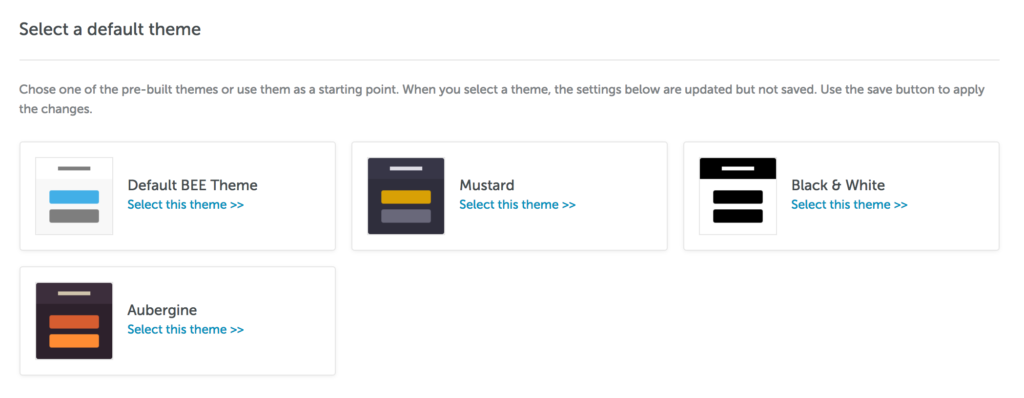 Select a default theme
Chose one of the pre-built themes or use them as a starting point. When you select a theme, the settings below are updated but not saved. Use the save button to apply
the changes.
Default BEE Theme
Select this theme >>
Mustard
Select this theme >>
Black & White
Select this theme >>
Aubergine
Select this theme >>